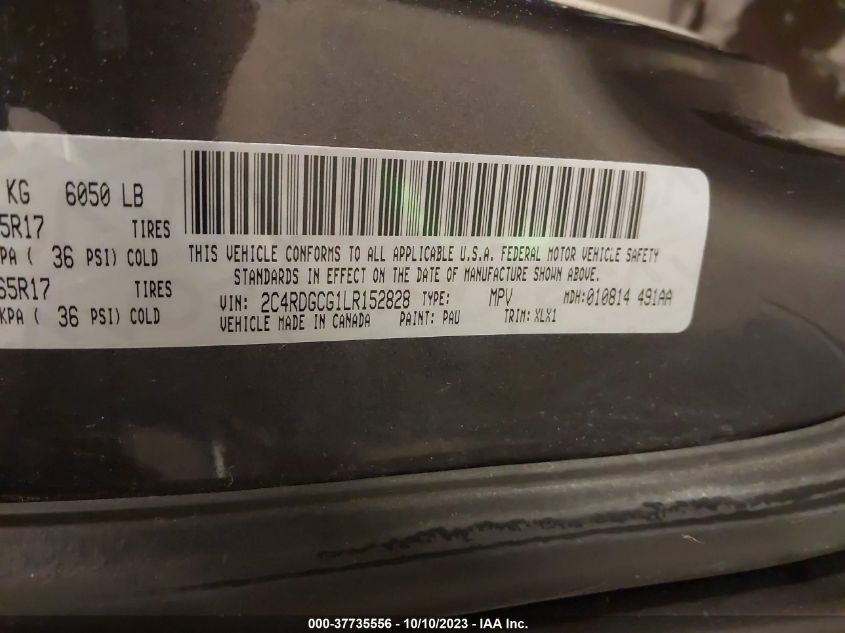 KG 6050 LB
5R17 TIRES
KPA ( 36 PSI) COLD
65R17 TIRES
KPA ( 36 PSI) COLD
THIS VEHICLE CONFORMS TO ALL APPLICABLE U.S.A. FEDERAL MOTOR VEHICLE SAFETY
STANDARDS IN EFFECT ON THE DATE OF MANUFACTURE SHOWN ABOVE.
VIN: 2C4RDGCG1LR152828 TYPE: MPV MDH: 010814 491AA
VEHICLE MADE IN CANADA PAINT: PAU TRIM: XLX1
000-37735556 - 10/10/2023 - IAA Inc.